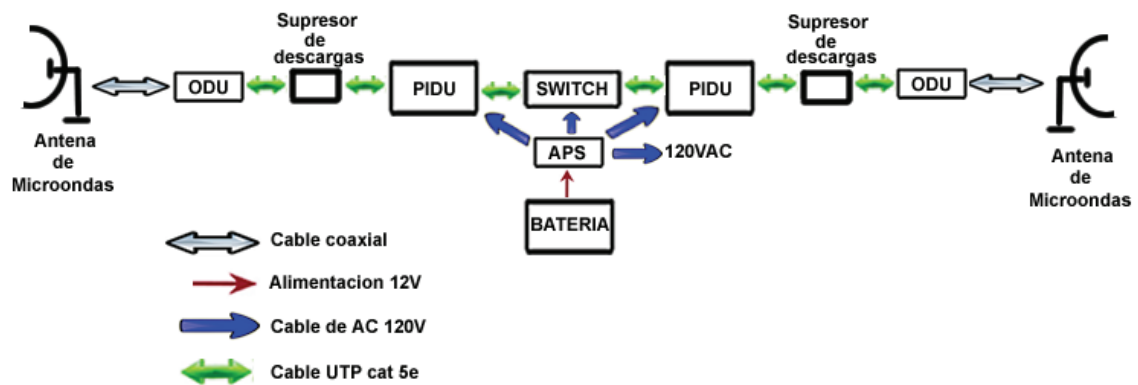 Supresor
de
descargas
Supresor
de
descargas
ODU
PIDU
SWITCH
PIDU
ODU
Antena
de
Microondas
APS
120VAC
Antena
de
Microondas
BATERIA
Cable coaxial
Alimentacion 12V
Cable de AC 120V
Cable UTP cat 5e